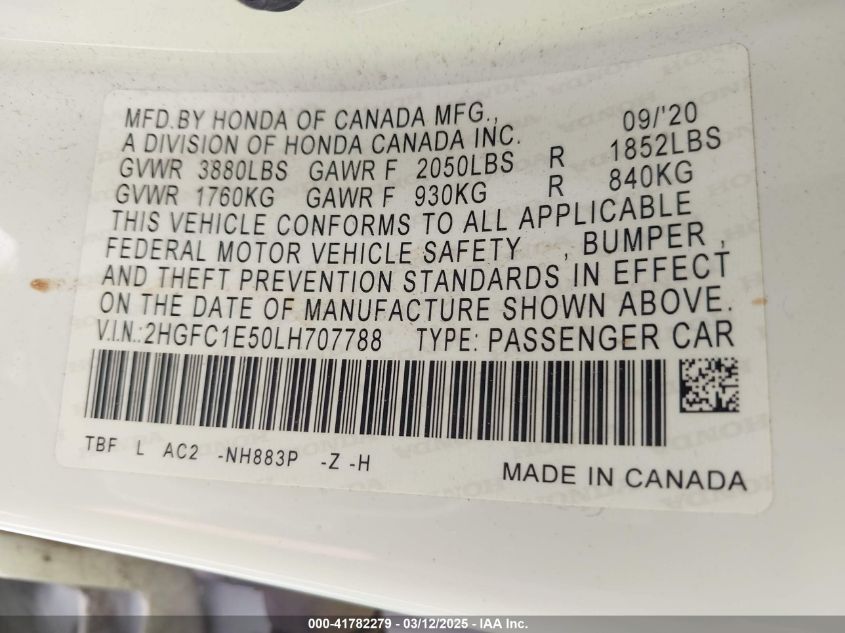 MFD.BY HONDA OF CANADA MFG., 09/'20
A DIVISION OF HONDA CANADA INC.
GVWR 3880LBS GAWR F 2050LBS R 1852LBS
GVWR 1760KG GAWR F 930KG R 840KG
THIS VEHICLE CONFORMS TO ALL APPLICABLE
FEDERAL MOTOR VEHICLE SAFETY , BUMPER ,
AND THEFT PREVENTION STANDARDS IN EFFECT
ON THE DATE OF MANUFACTURE SHOWN ABOVE.
V.I.N.:2HGFC1E50LH707788 TYPE: PASSENGER CAR
TBF L AC2 -NH883P -Z -H
MADE IN CANADA
000-41782279 - 03/12/2025 - IAA Inc.